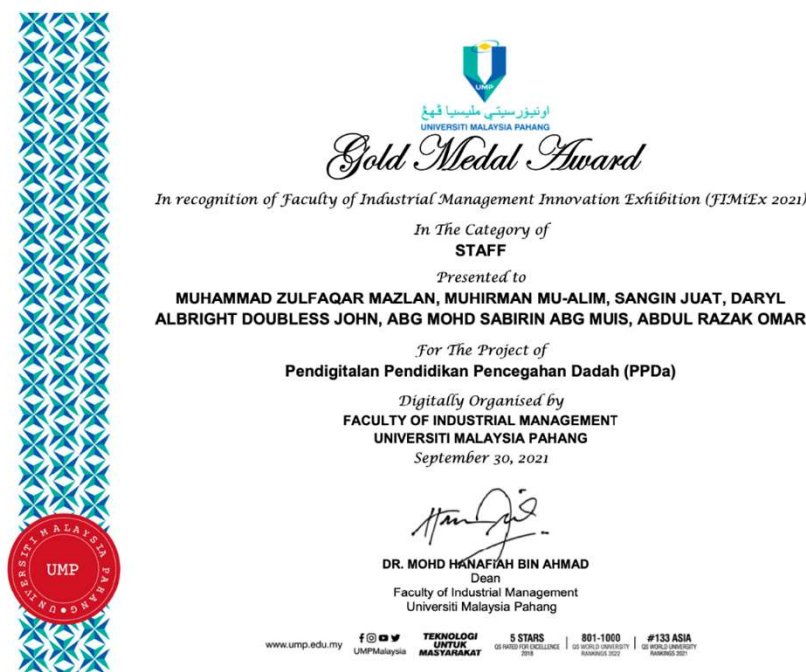 UMP
اونيۏرسيتي مليسيا ڤهڠ
UNIVERSITI MALAYSIA PAHANG
Gold Medal Award
In recognition of Faculty of Industrial Management Innovation Exhibition (FIMiEx 2021)
In The Category of
STAFF
Presented to
MUHAMMAD ZULFAQAR MAZLAN, MUHIRMAN MU-ALIM, SANGIN JUAT, DARYL
ALBRIGHT DOUBLESS JOHN, ABG MOHD SABIRIN ABG MUIS, ABDUL RAZAK OMAR
For The Project of
Pendigitalan Pendidikan Pencegahan Dadah (PPDa)
Digitally Organised by
FACULTY OF INDUSTRIAL MANAGEMENT
UNIVERSITI MALAYSIA PAHANG
September 30, 2021
UNIVERSITI MALAYSIA PAHANG
UMP
DR. MOHD HANAFIAH BIN AHMAD
Dean
Faculty of Industrial Management
Universiti Malaysia Pahang
www.ump.edu.my
UMPMalaysia
TEKNOLOGI
UNTUK
MASYARAKAT
5 STARS
QS RATED FOR EXCELLENCE
2018
801-1000
QS WORLD UNIVERSITY
RANKINGS 2022
#133 ASIA
QS WORLD UNIVERSITY
RANKINGS 2021